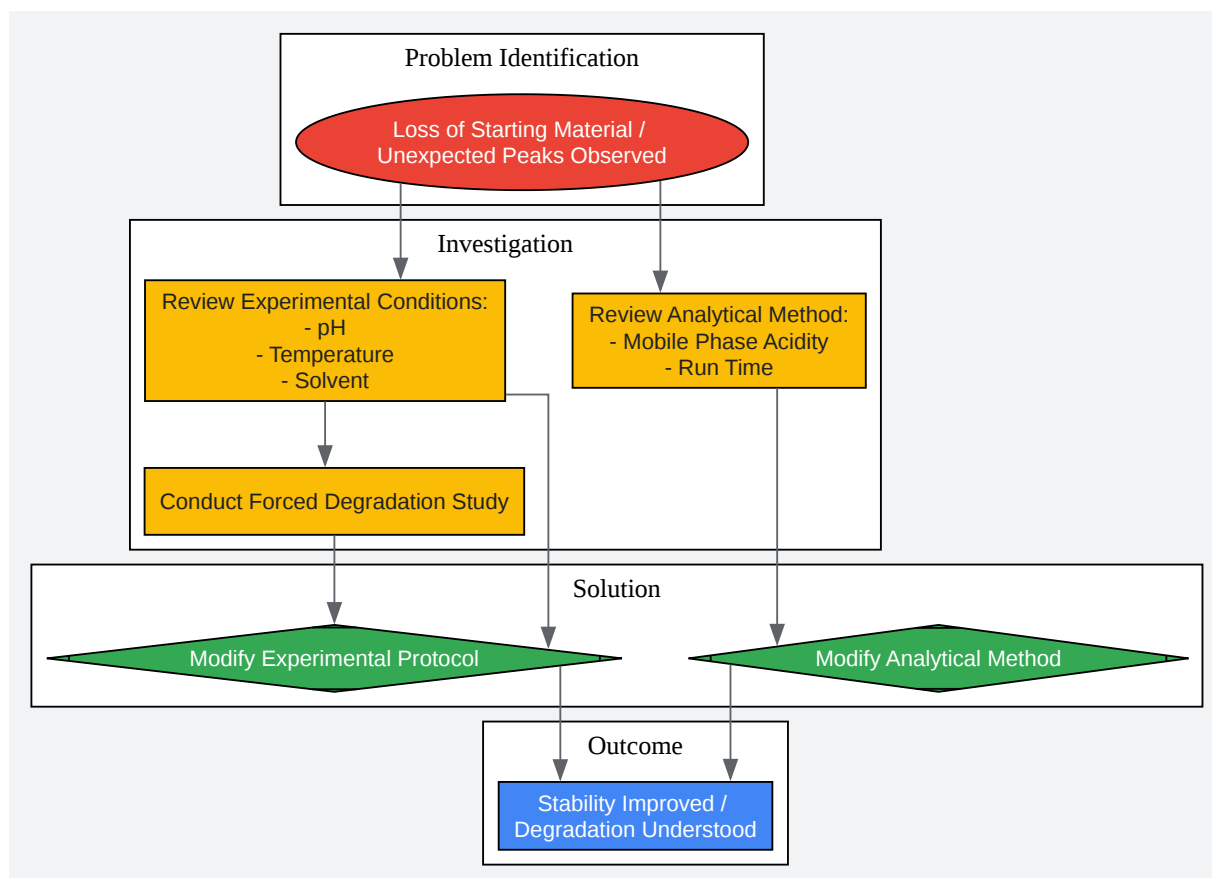 Problem Identification
Loss of Starting Material /
Unexpected Peaks Observed
Investigation
Review Experimental Conditions:
- pH
- Temperature
- Solvent
Review Analytical Method:
- Mobile Phase Acidity
- Run Time
Conduct Forced Degradation Study
Solution
Modify Experimental Protocol
Modify Analytical Method
Outcome
Stability Improved /
Degradation Understood